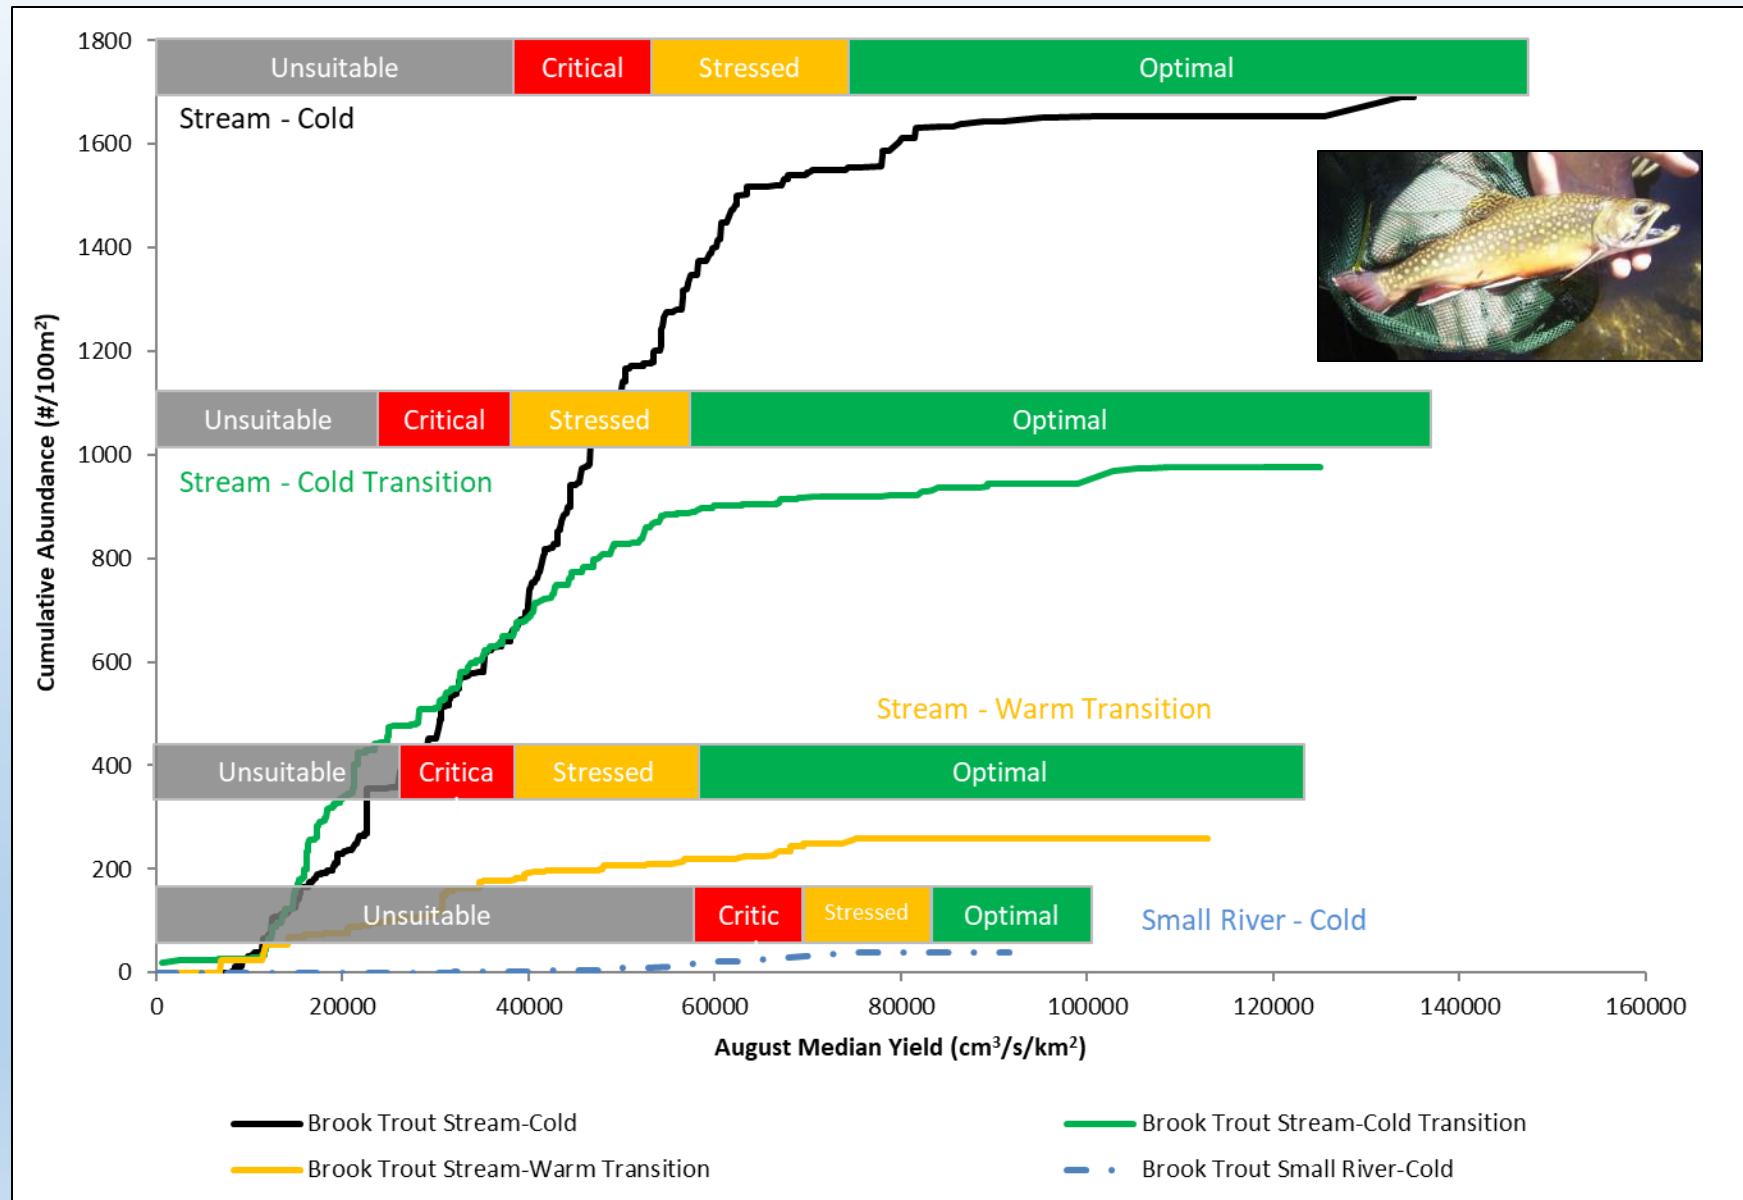 1800
Unsuitable Critical Stressed Optimal
Stream - Cold
1600
1400
1200
Unsuitable Critical Stressed Optimal
1000
Stream - Cold Transition
800
600
Stream - Warm Transition
400
Unsuitable Critica Stressed Optimal
200
Unsuitable Critic Stressed Optimal
Small River - Cold
0
Cumulative Abundance (#/100m²)
0 20000 40000 60000 80000 100000 120000 140000 160000
August Median Yield (cm³/s/km²)
Brook Trout Stream-Cold Brook Trout Stream-Cold Transition
Brook Trout Stream-Warm Transition Brook Trout Small River-Cold